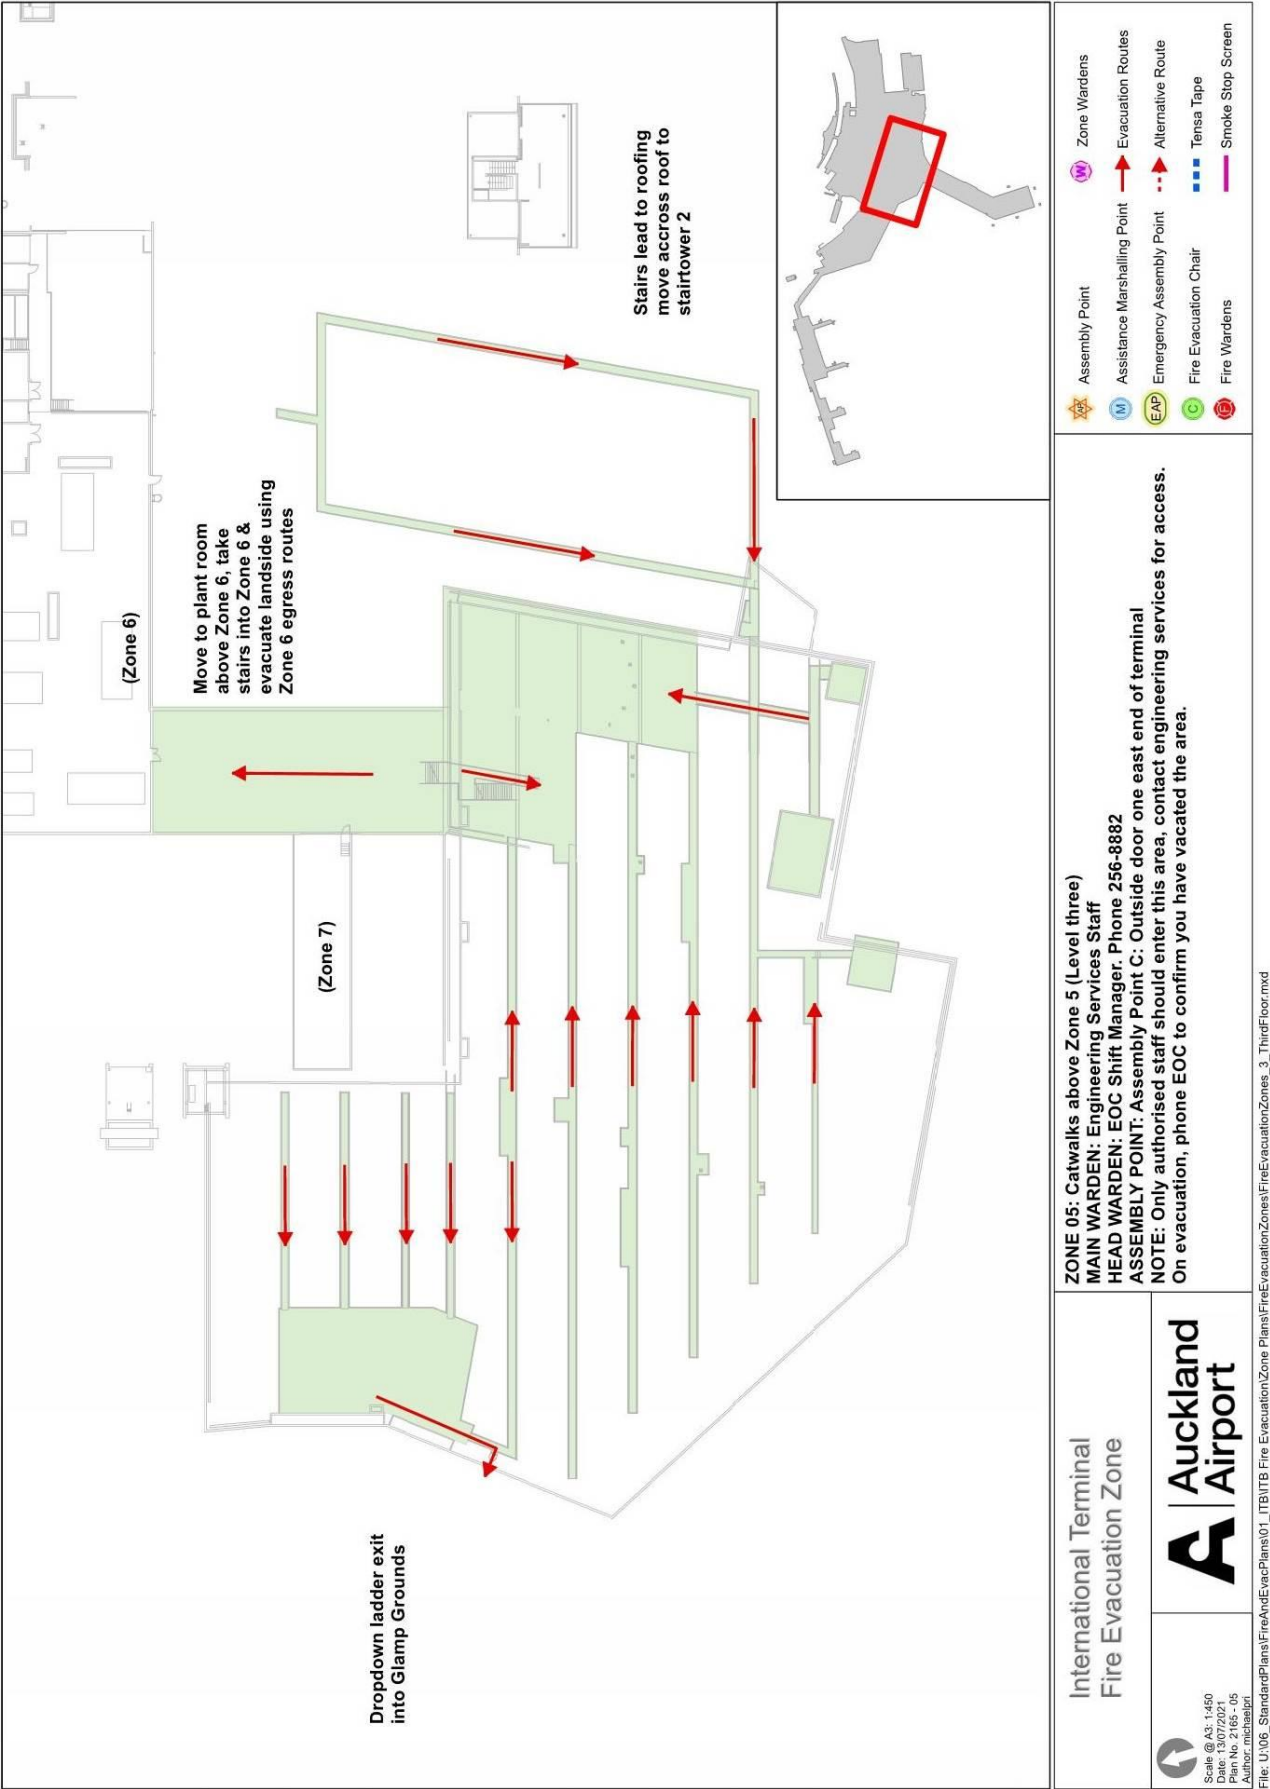 Dropdown ladder exit
into Glamp Grounds
(Zone 7)
(Zone 6)
Move to plant room
above Zone 6, take
stairs into Zone 6 &
evacuate landside using
Zone 6 egress routes
Stairs lead to roofing
move accross roof to
stairtower 2
International Terminal
Fire Evacuation Zone
Scale @ A3: 1:450
Date: 13/07/2021
Plan No. 2165 - 05
Author: michaelpri
A Auckland
Airport
ZONE 05: Catwalks above Zone 5 (Level three)
MAIN WARDEN: Engineering Services Staff
HEAD WARDEN: EOC Shift Manager. Phone 256-8882
ASSEMBLY POINT: Assembly Point C: Outside door one east end of terminal
NOTE: Only authorised staff should enter this area, contact engineering services for access.
On evacuation, phone EOC to confirm you have vacated the area.
AP Assembly Point
M Assistance Marshalling Point
EAP Emergency Assembly Point
C Fire Evacuation Chair
F Fire Wardens
W Zone Wardens
Evacuation Routes
Alternative Route
Tensa Tape
Smoke Stop Screen
File: U:\06_StandardPlans\FireAndEvacPlans\01_ITB\ITB Fire Evacuation\Zone Plans\FireEvacuationZones\FireEvacuationZones_3_ThirdFloor.mxd